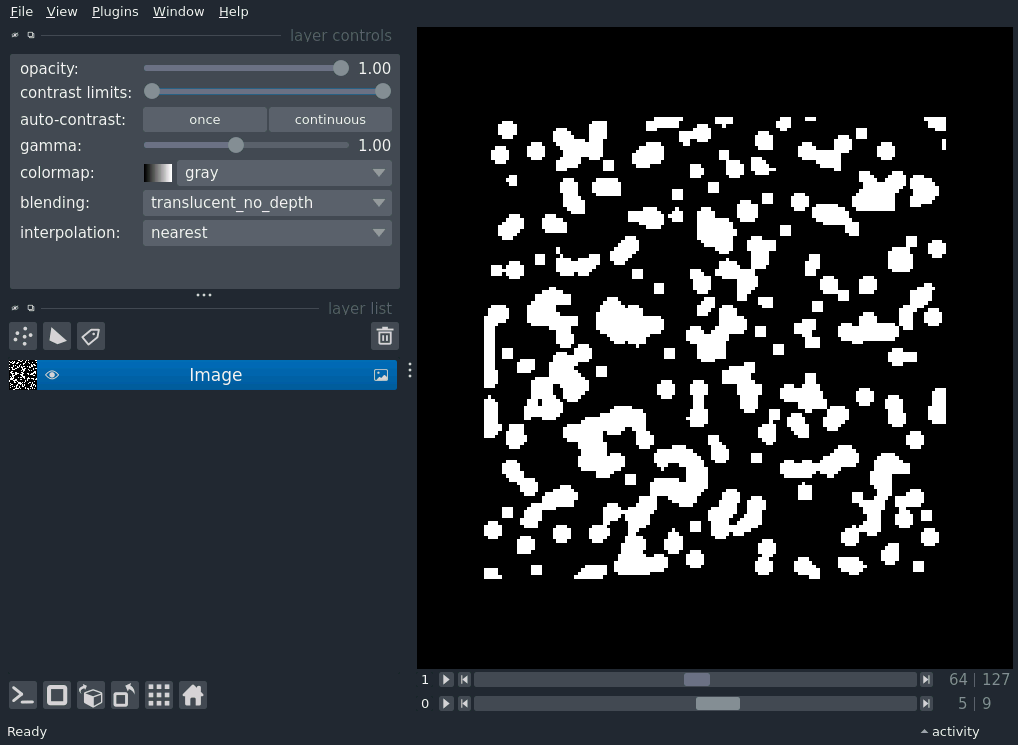 File View Plugins Window Help
layer controls
opacity: 1.00
contrast limits:
auto-contrast: once continuous
gamma: 1.00
colormap: gray
blending: translucent_no_depth
interpolation: nearest
layer list
Image
1 64 | 127
0 5 | 9
Ready activity